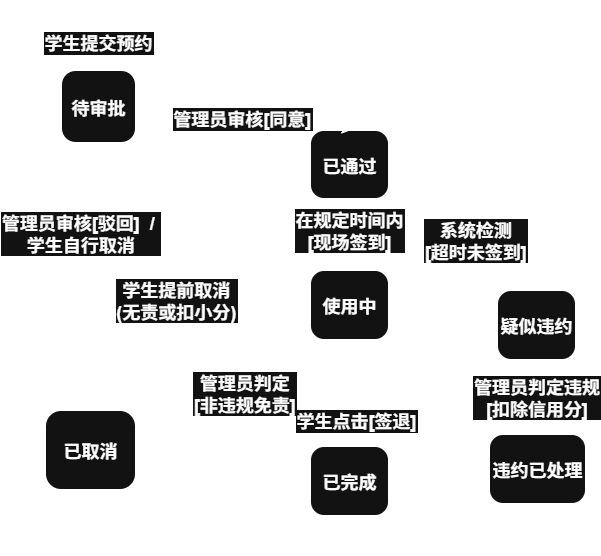 学生提交预约
待审批
管理员审核[同意]
已通过
管理员审核[驳回] /
学生自行取消
在规定时间内
[现场签到]
系统检测
[超时未签到]
学生提前取消
(无责或扣小分)
使用中
疑似违约
管理员判定
[非违规免责]
管理员判定违规
[扣除信用分]
学生点击[签退]
已取消
已完成
违约已处理